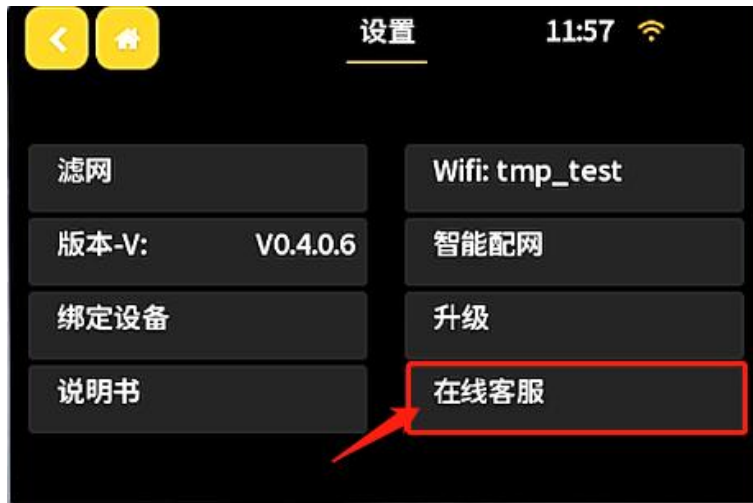 设置 11:57
滤网
Wifi: tmp_test
版本-V: V0.4.0.6
智能配网
绑定设备
升级
说明书
在线客服